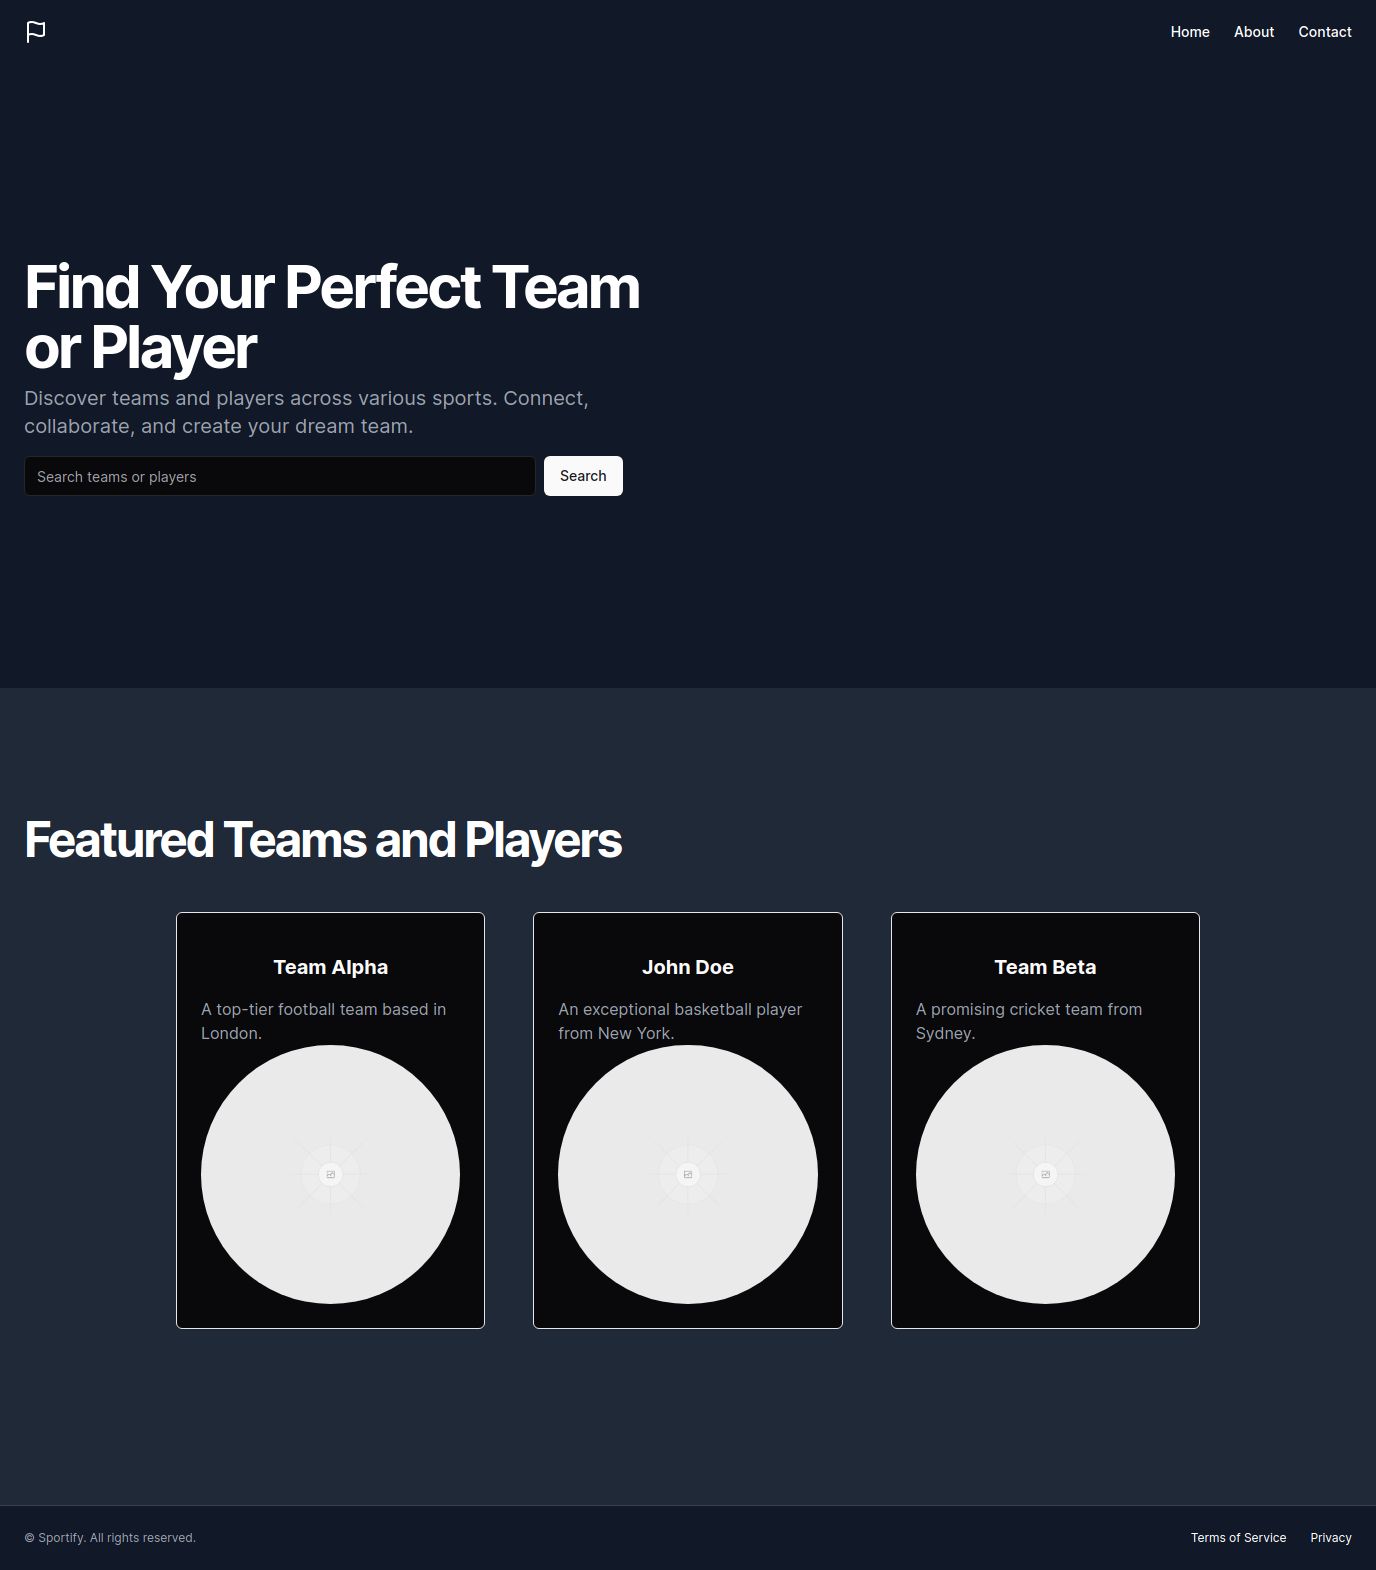 Home About Contact
Find Your Perfect Team
or Player
Discover teams and players across various sports. Connect,
collaborate, and create your dream team.
Search teams or players
Search
Featured Teams and Players
Team Alpha
A top-tier football team based in
London.
John Doe
An exceptional basketball player
from New York.
Team Beta
A promising cricket team from
Sydney.
© Sportify. All rights reserved.
Terms of Service Privacy